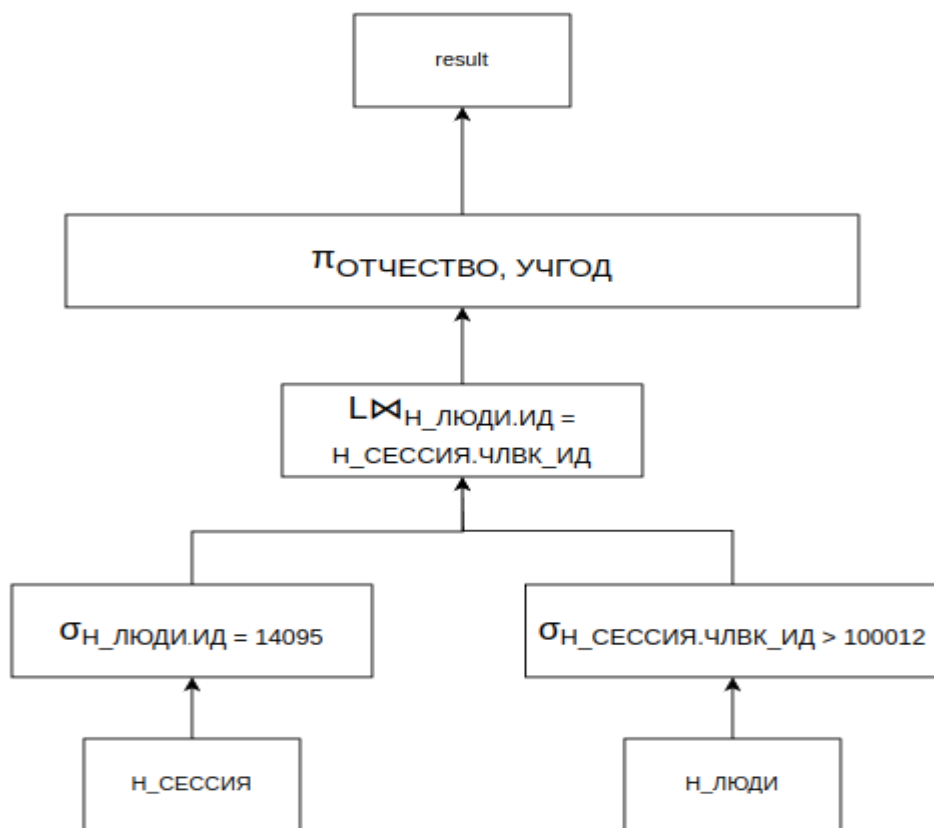 result
πОТЧЕСТВО, УЧГОД
L⋈Н_ЛЮДИ.ИД =
Н_СЕССИЯ.ЧЛВК_ИД
σН_ЛЮДИ.ИД = 14095
σН_СЕССИЯ.ЧЛВК_ИД > 100012
Н_СЕССИЯ
Н_ЛЮДИ